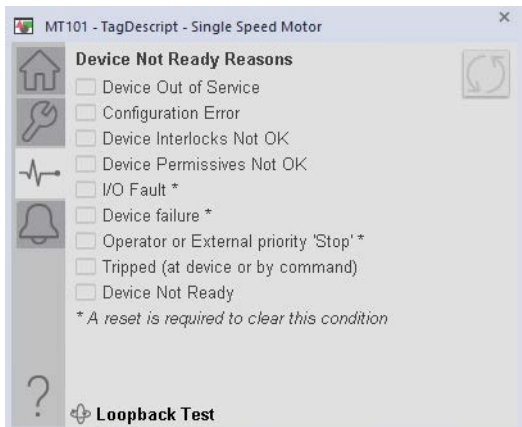 MT101 - TagDescript - Single Speed Motor
Device Not Ready Reasons
Device Out of Service
Configuration Error
Device Interlocks Not OK
Device Permissives Not OK
I/O Fault *
Device failure *
Operator or External priority 'Stop' *
Tripped (at device or by command)
Device Not Ready
* A reset is required to clear this condition
?
Loopback Test